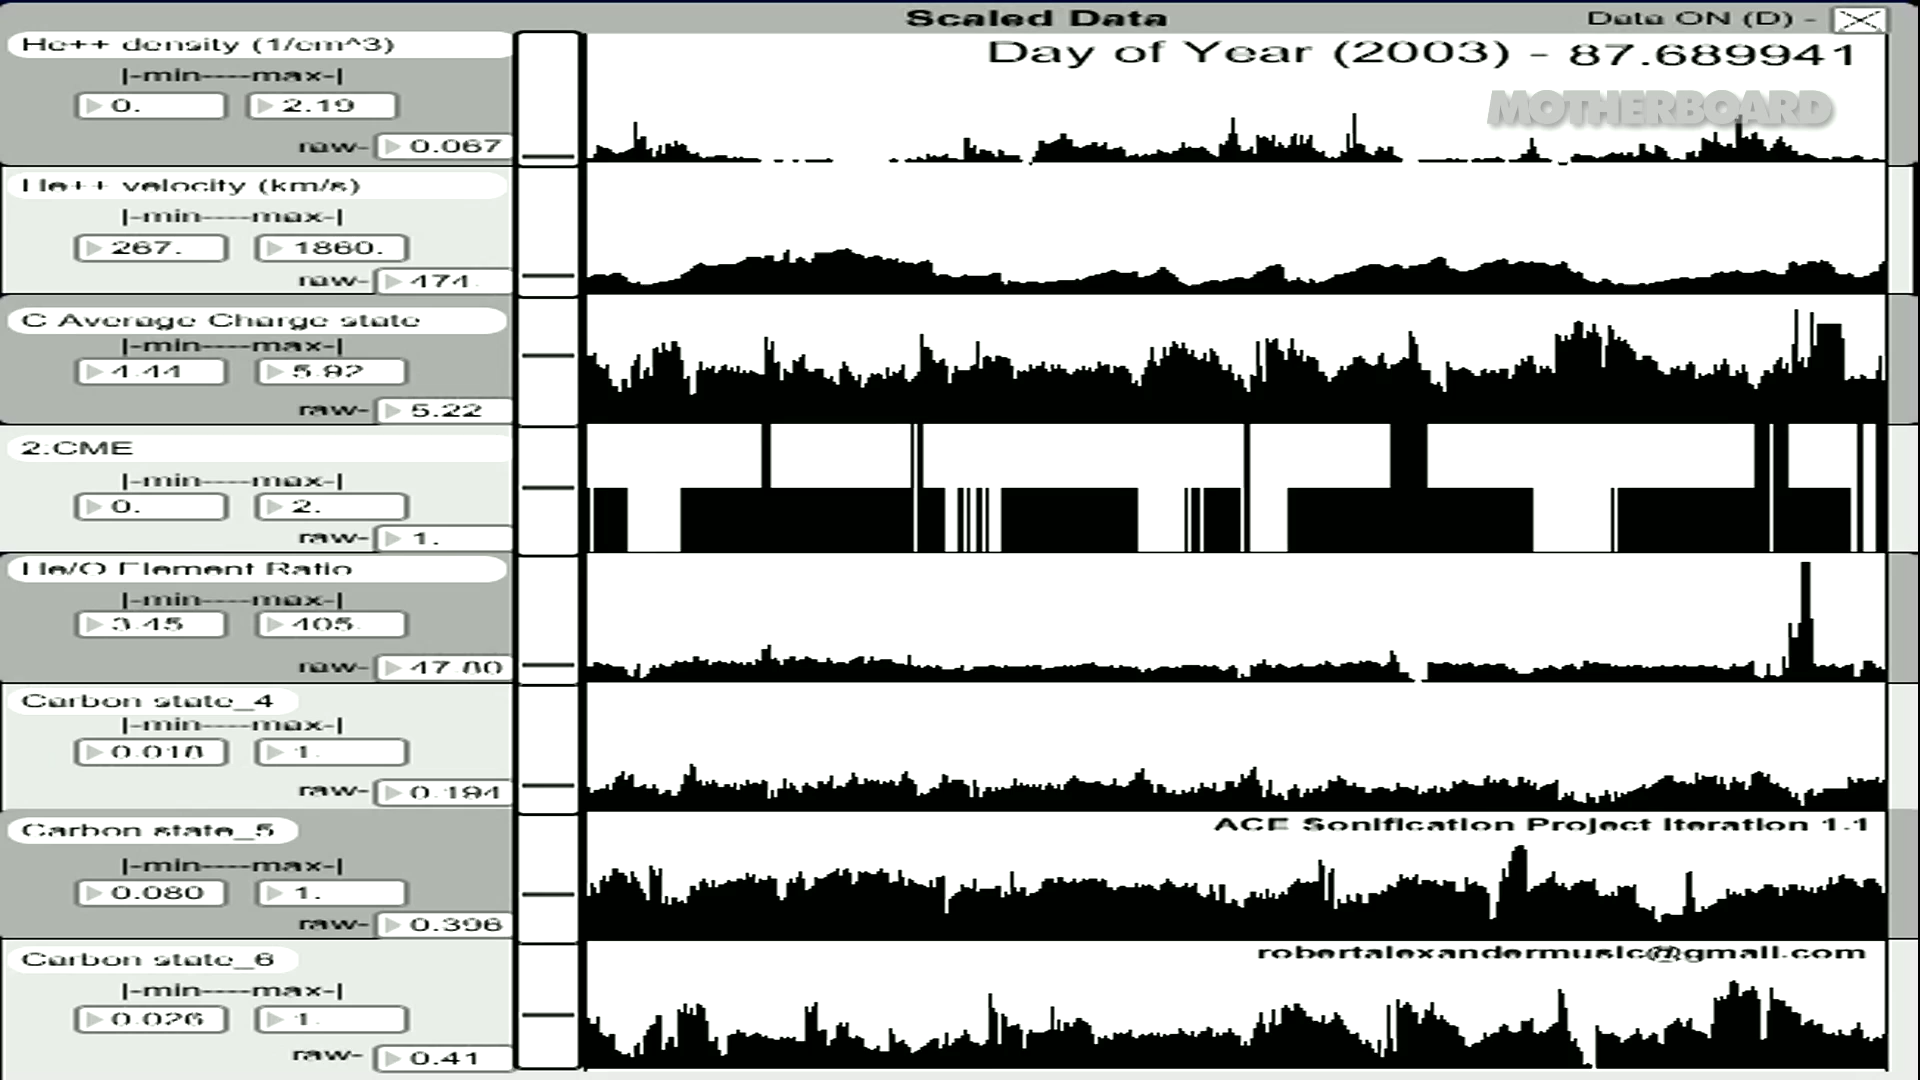 Scaled Data
Data ON (D) -
Day of Year (2003) - 87.689941
MOTHERBOARD
He++ density (1/cm^3)
|-min----max-|
0. 2.19
raw- 0.067
He++ velocity (km/s)
|-min----max-|
267. 1860.
raw- 474.
C Average Charge state
|-min----max-|
4.44 5.92
raw- 5.22
2:CME
|-min----max-|
0. 2.
raw- 1.
He/O Element Ratio
|-min----max-|
3.45 405.
raw- 47.80
Carbon state_4
|-min----max-|
0.018 1.
raw- 0.194
Carbon state_5
|-min----max-|
0.080 1.
raw- 0.396
ACE Sonification Project Iteration 1.1
Carbon state_6
|-min----max-|
0.026 1.
raw- 0.41
robertalexandermusic@gmail.com